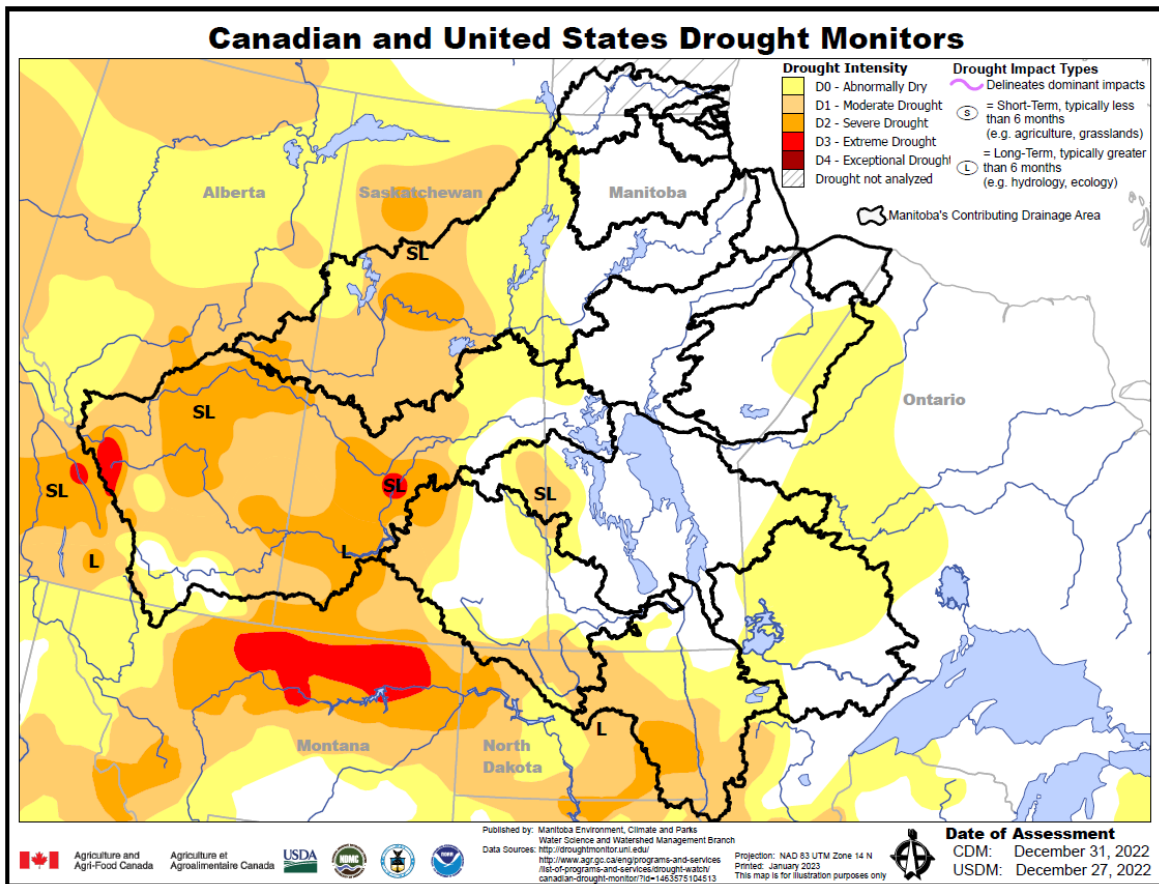 Canadian and United States Drought Monitors
Drought Intensity
D0 - Abnormally Dry
D1 - Moderate Drought
D2 - Severe Drought
D3 - Extreme Drought
D4 - Exceptional Drought
Drought not analyzed
Drought Impact Types
Delineates dominant impacts
S = Short-Term, typically less
than 6 months
(e.g. agriculture, grasslands)
L = Long-Term, typically greater
than 6 months
(e.g. hydrology, ecology)
Manitoba's Contributing Drainage Area
Alberta
Saskatchewan
Manitoba
SL
Ontario
SL
SL
SL
SL
L
L
L
Montana
North
Dakota
Agriculture and
Agri-Food Canada
Agriculture et
Agroalimentaire Canada
USDA
NDMC
Published by: Manitoba Environment, Climate and Parks
Water Science and Watershed Management Branch
Data Sources: http://droughtmonitor.unl.edu/
http://www.agr.gc.ca/eng/programs-and-services
/list-of-programs-and-services/drought-watch/
canadian-drought-monitor/?id=1463575104513
Projection: NAD 83 UTM Zone 14 N
Printed: January 2023
This map is for illustration purposes only
Date of Assessment
CDM: December 31, 2022
USDM: December 27, 2022